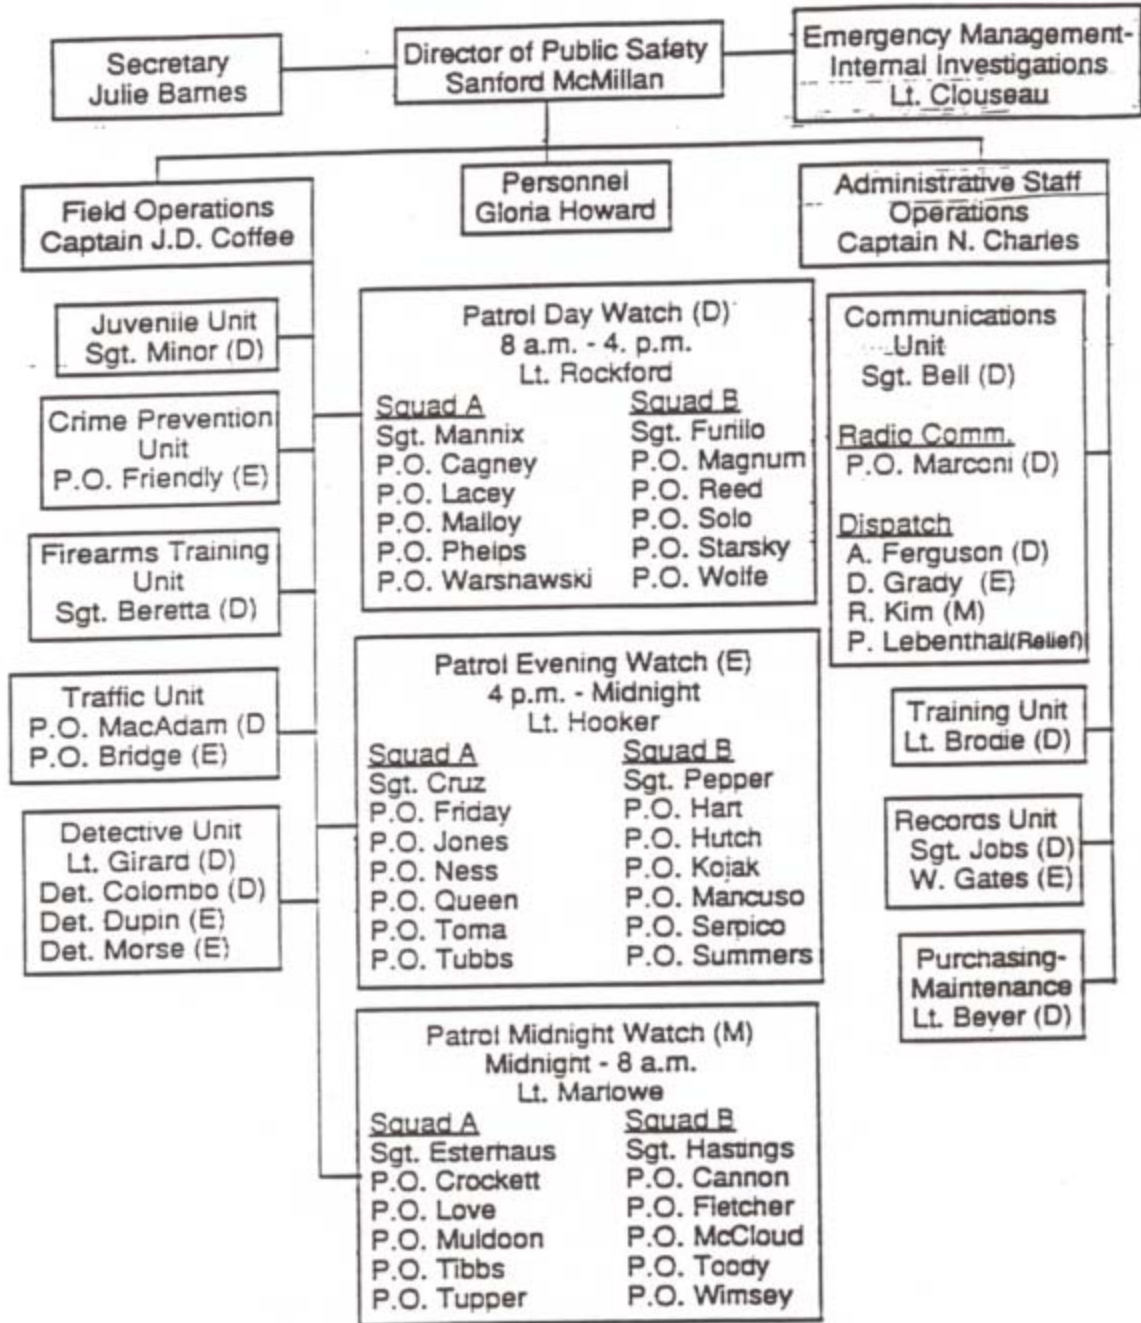 Secretary
Julie Barnes
Director of Public Safety
Sanford McMillan
Emergency Management-
Internal Investigations
Lt. Clouseau
Field Operations
Captain J.D. Coffee
Personnel
Gloria Howard
Administrative Staff
Operations
Captain N. Charles
Juvenile Unit
Sgt. Minor (D)
Crime Prevention
Unit
P.O. Friendly (E)
Firearms Training
Unit
Sgt. Beretta (D)
Traffic Unit
P.O. MacAdam (D
P.O. Bridge (E)
Detective Unit
Lt. Girard (D)
Det. Colombo (D)
Det. Dupin (E)
Det. Morse (E)
Patrol Day Watch (D)
8 a.m. - 4. p.m.
Lt. Rockford
Squad A
Sgt. Mannix
P.O. Cagney
P.O. Lacey
P.O. Malloy
P.O. Phelps
P.O. Warshawski
Squad B
Sgt. Furillo
P.O. Magnum
P.O. Reed
P.O. Solo
P.O. Starsky
P.O. Wolfe
Patrol Evening Watch (E)
4 p.m. - Midnight
Lt. Hooker
Squad A
Sgt. Cruz
P.O. Friday
P.O. Jones
P.O. Ness
P.O. Queen
P.O. Toma
P.O. Tubbs
Squad B
Sgt. Pepper
P.O. Hart
P.O. Hutch
P.O. Kojak
P.O. Mancuso
P.O. Serpico
P.O. Summers
Patrol Midnight Watch (M)
Midnight - 8 a.m.
Lt. Marlowe
Squad A
Sgt. Esterhaus
P.O. Crockett
P.O. Love
P.O. Muldoon
P.O. Tibbs
P.O. Tupper
Squad B
Sgt. Hastings
P.O. Cannon
P.O. Fletcher
P.O. McCloud
P.O. Toody
P.O. Wimsey
Communications
Unit
Sgt. Bell (D)
Radio Comm.
P.O. Marconi (D)
Dispatch
A. Ferguson (D)
D. Grady (E)
R. Kim (M)
P. Lebenthal(Relief)
Training Unit
Lt. Brodie (D)
Records Unit
Sgt. Jobs (D)
W. Gates (E)
Purchasing-
Maintenance
Lt. Beyer (D)